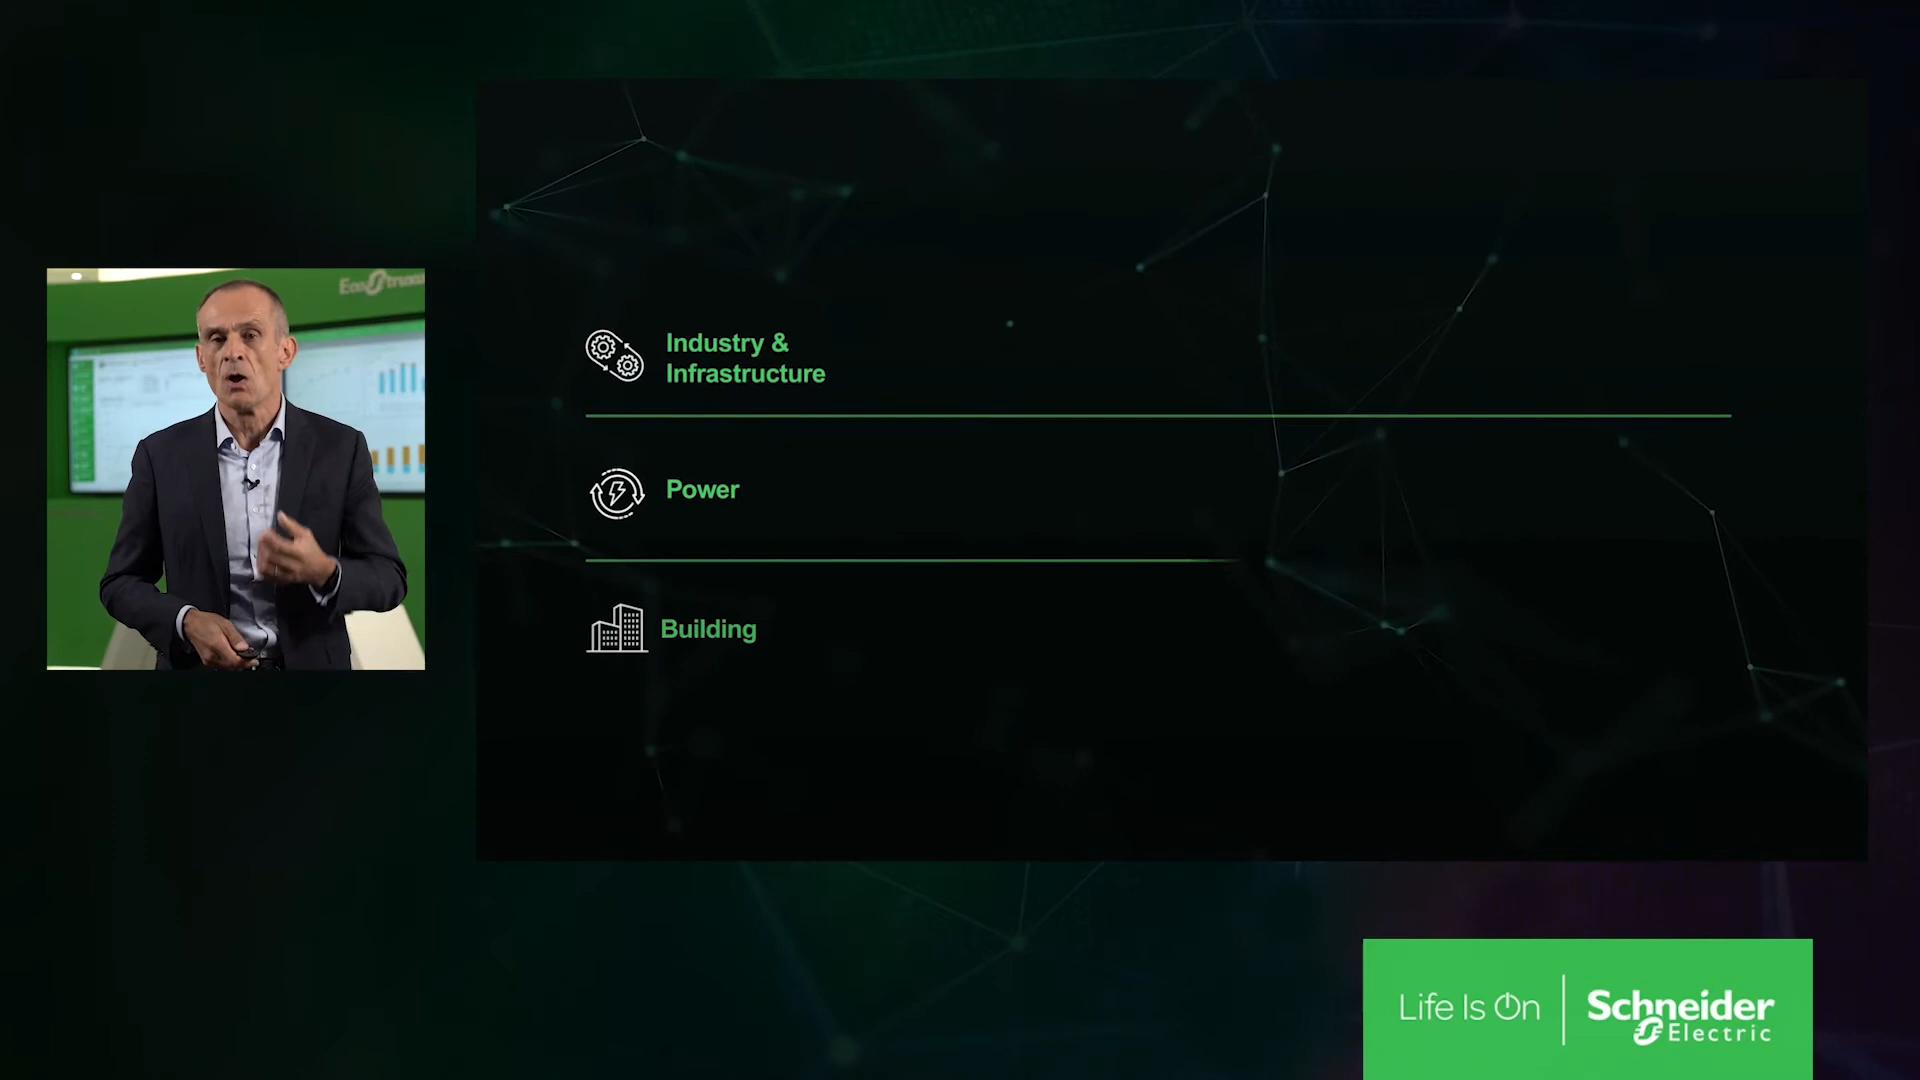 Industry &
Infrastructure
Power
Building
Life Is On
Schneider
Electric